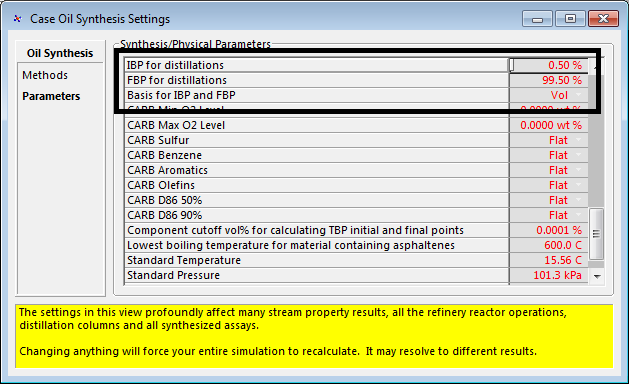 Case Oil Synthesis Settings
Oil Synthesis
Methods
Parameters
Synthesis/Physical Parameters
IBP for distillations 0.50 %
FBP for distillations 99.50 %
Basis for IBP and FBP Vol
CARB Min O2 Level 0.0000 wt %
CARB Max O2 Level 0.0000 wt %
CARB Sulfur Flat
CARB Benzene Flat
CARB Aromatics Flat
CARB Olefins Flat
CARB D86 50% Flat
CARB D86 90% Flat
Component cutoff vol% for calculating TBP initial and final points 0.0001 %
Lowest boiling temperature for material containing asphaltenes 600.0 C
Standard Temperature 15.56 C
Standard Pressure 101.3 kPa
The settings in this view profoundly affect many stream property results, all the refinery reactor operations,
distillation columns and all synthesized assays.
Changing anything will force your entire simulation to recalculate. It may resolve to different results.